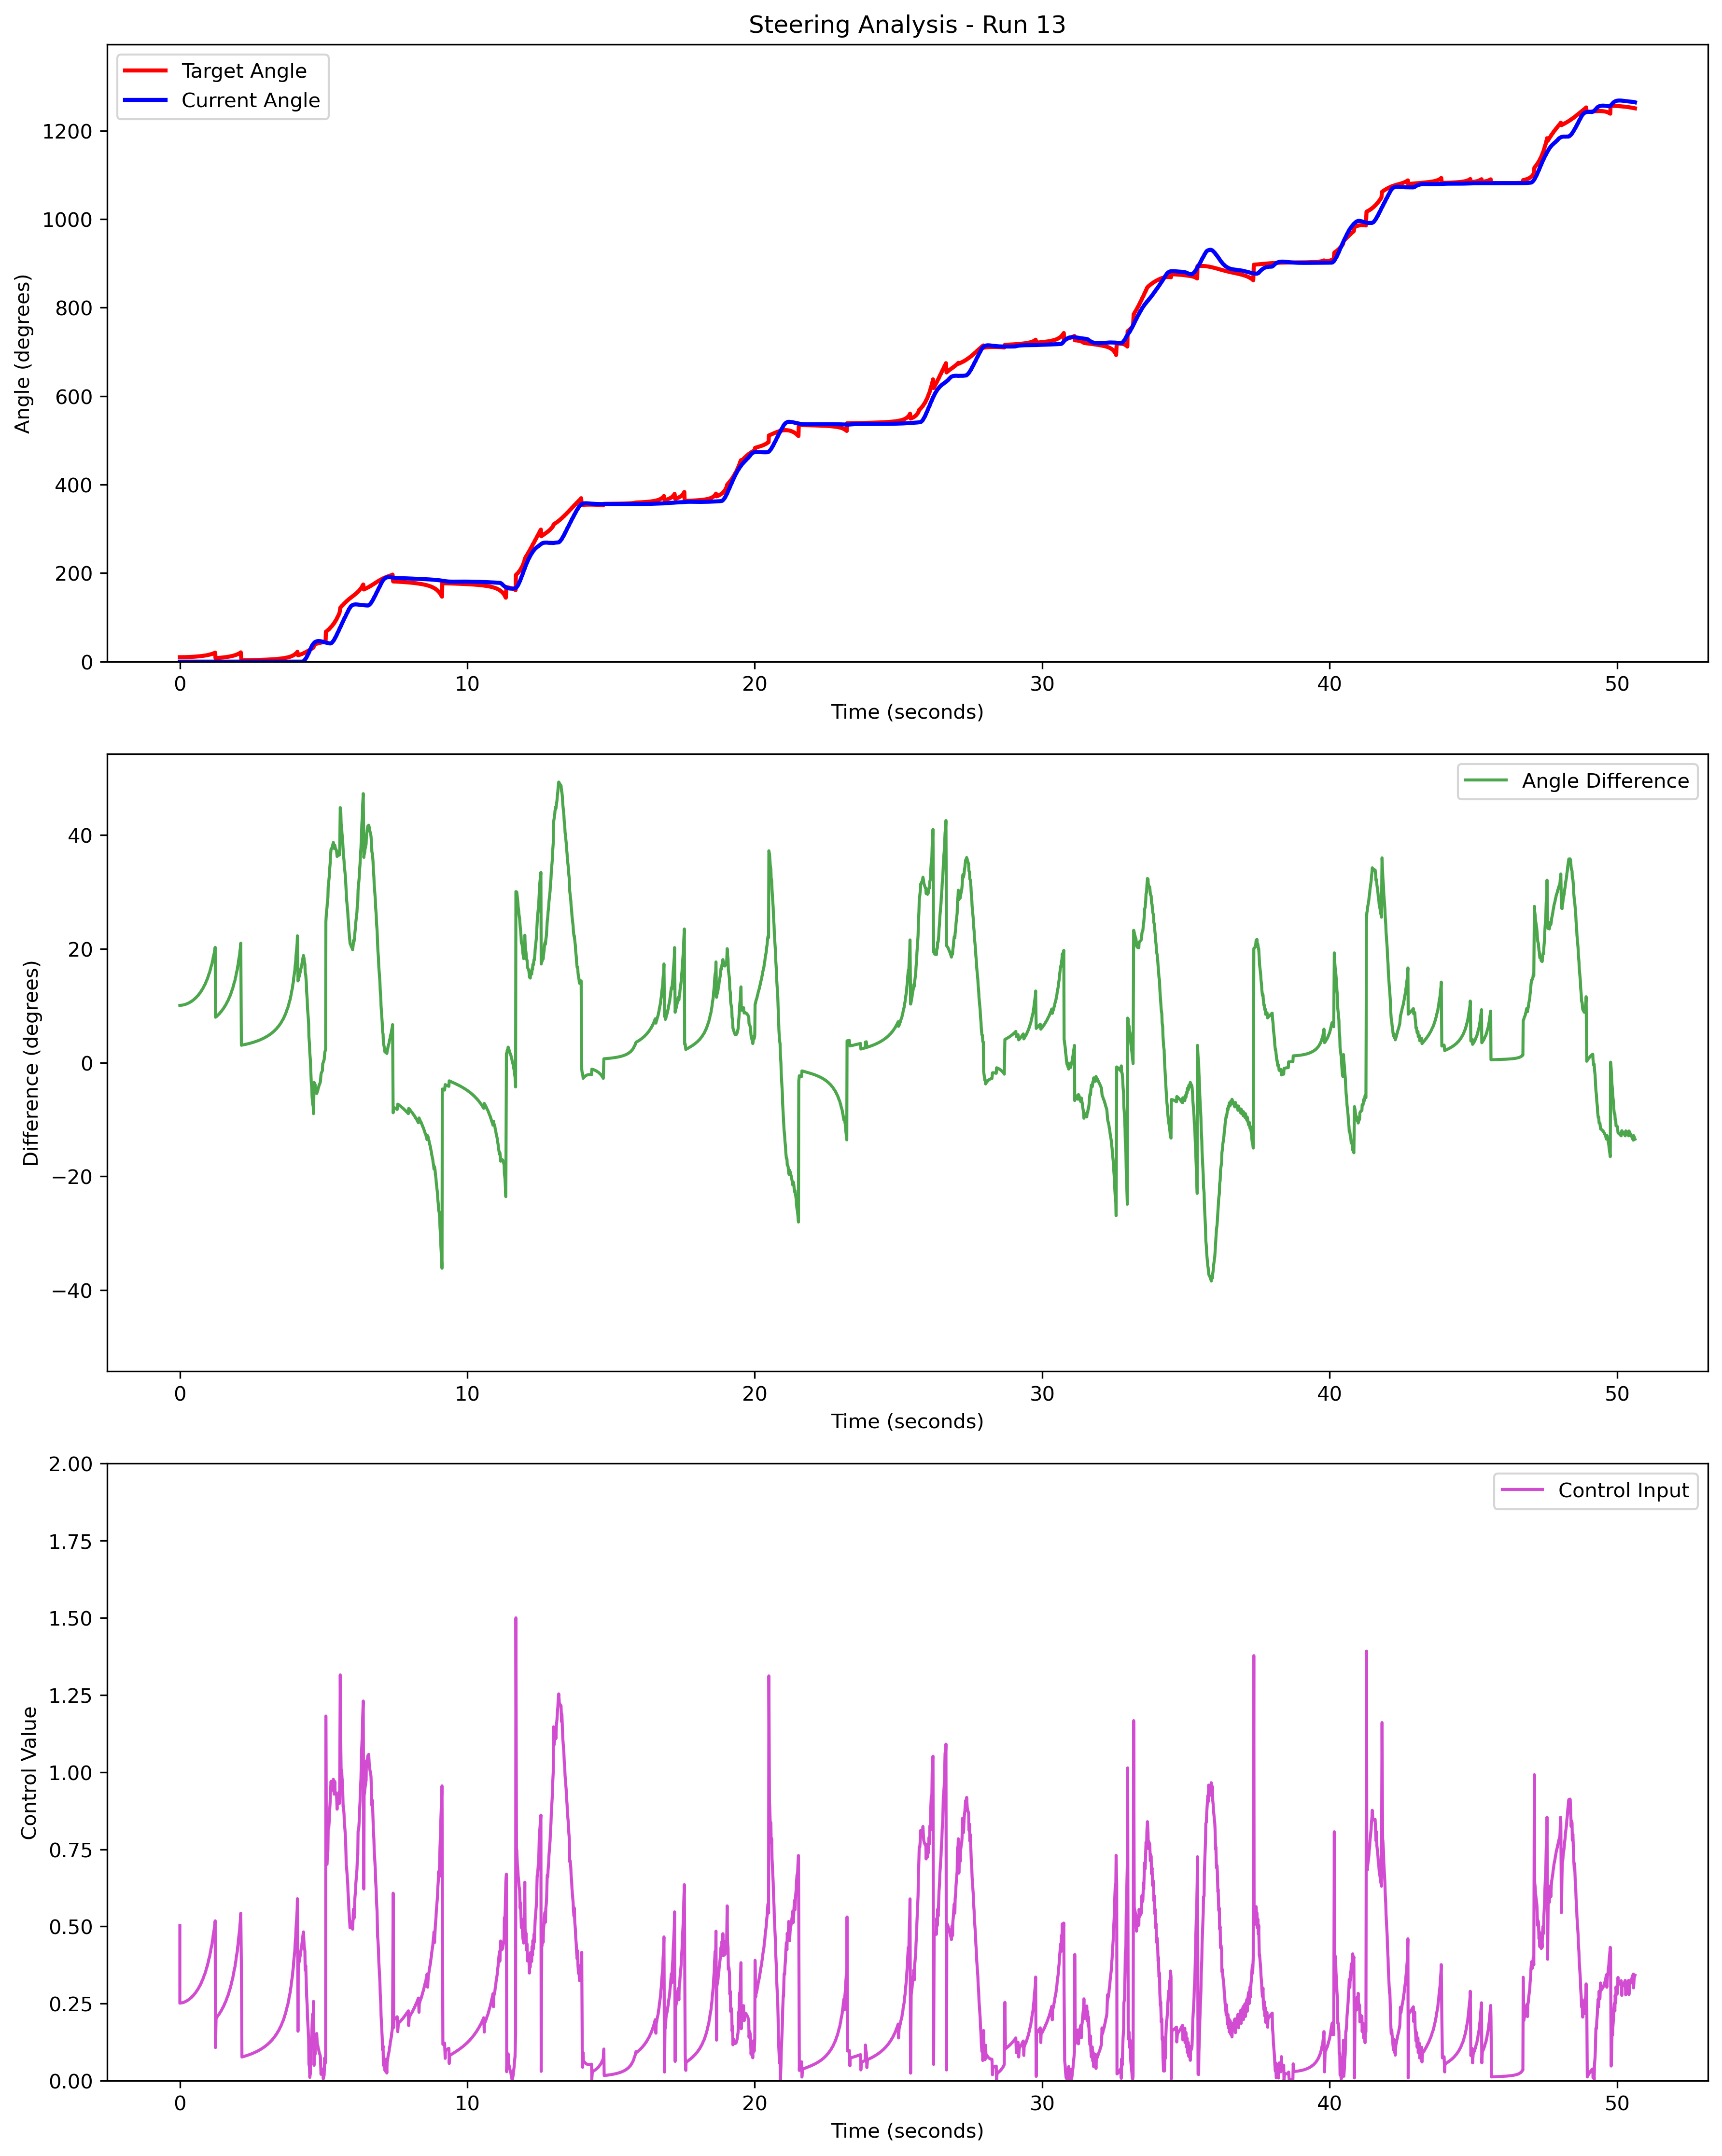 Steering Analysis - Run 13
Target Angle
Current Angle
Angle (degrees)
1200
1000
800
600
400
200
0
0 10 20 30 40 50
Time (seconds)
Angle Difference
Difference (degrees)
40
20
0
−20
−40
0 10 20 30 40 50
Time (seconds)
Control Input
Control Value
2.00
1.75
1.50
1.25
1.00
0.75
0.50
0.25
0.00
0 10 20 30 40 50
Time (seconds)